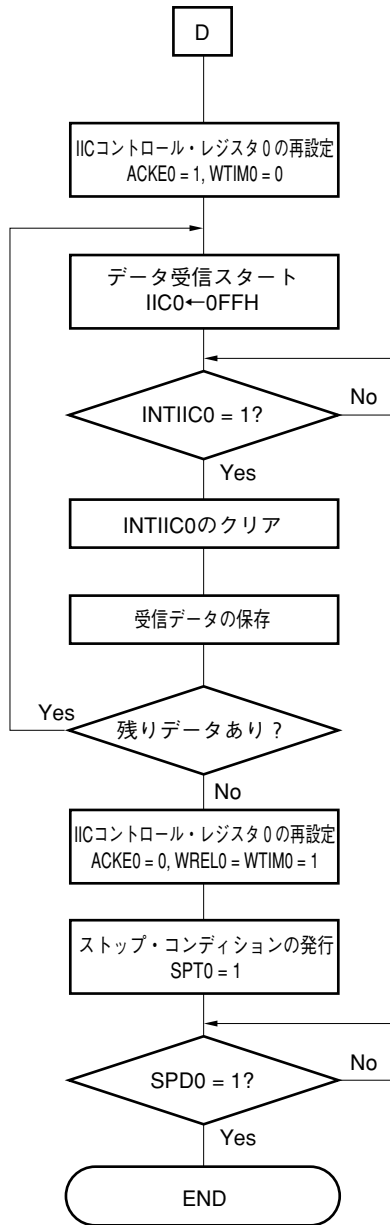 D
IICコントロール・レジスタ0の再設定
ACKE0 = 1, WTIM0 = 0
データ受信スタート
IIC0←0FFH
INTIIC0 = 1?
No
Yes
INTIIC0のクリア
受信データの保存
Yes
残りデータあり?
No
IICコントロール・レジスタ0の再設定
ACKE0 = 0, WREL0 = WTIM0 = 1
ストップ・コンディションの発行
SPT0 = 1
SPD0 = 1?
No
Yes
END